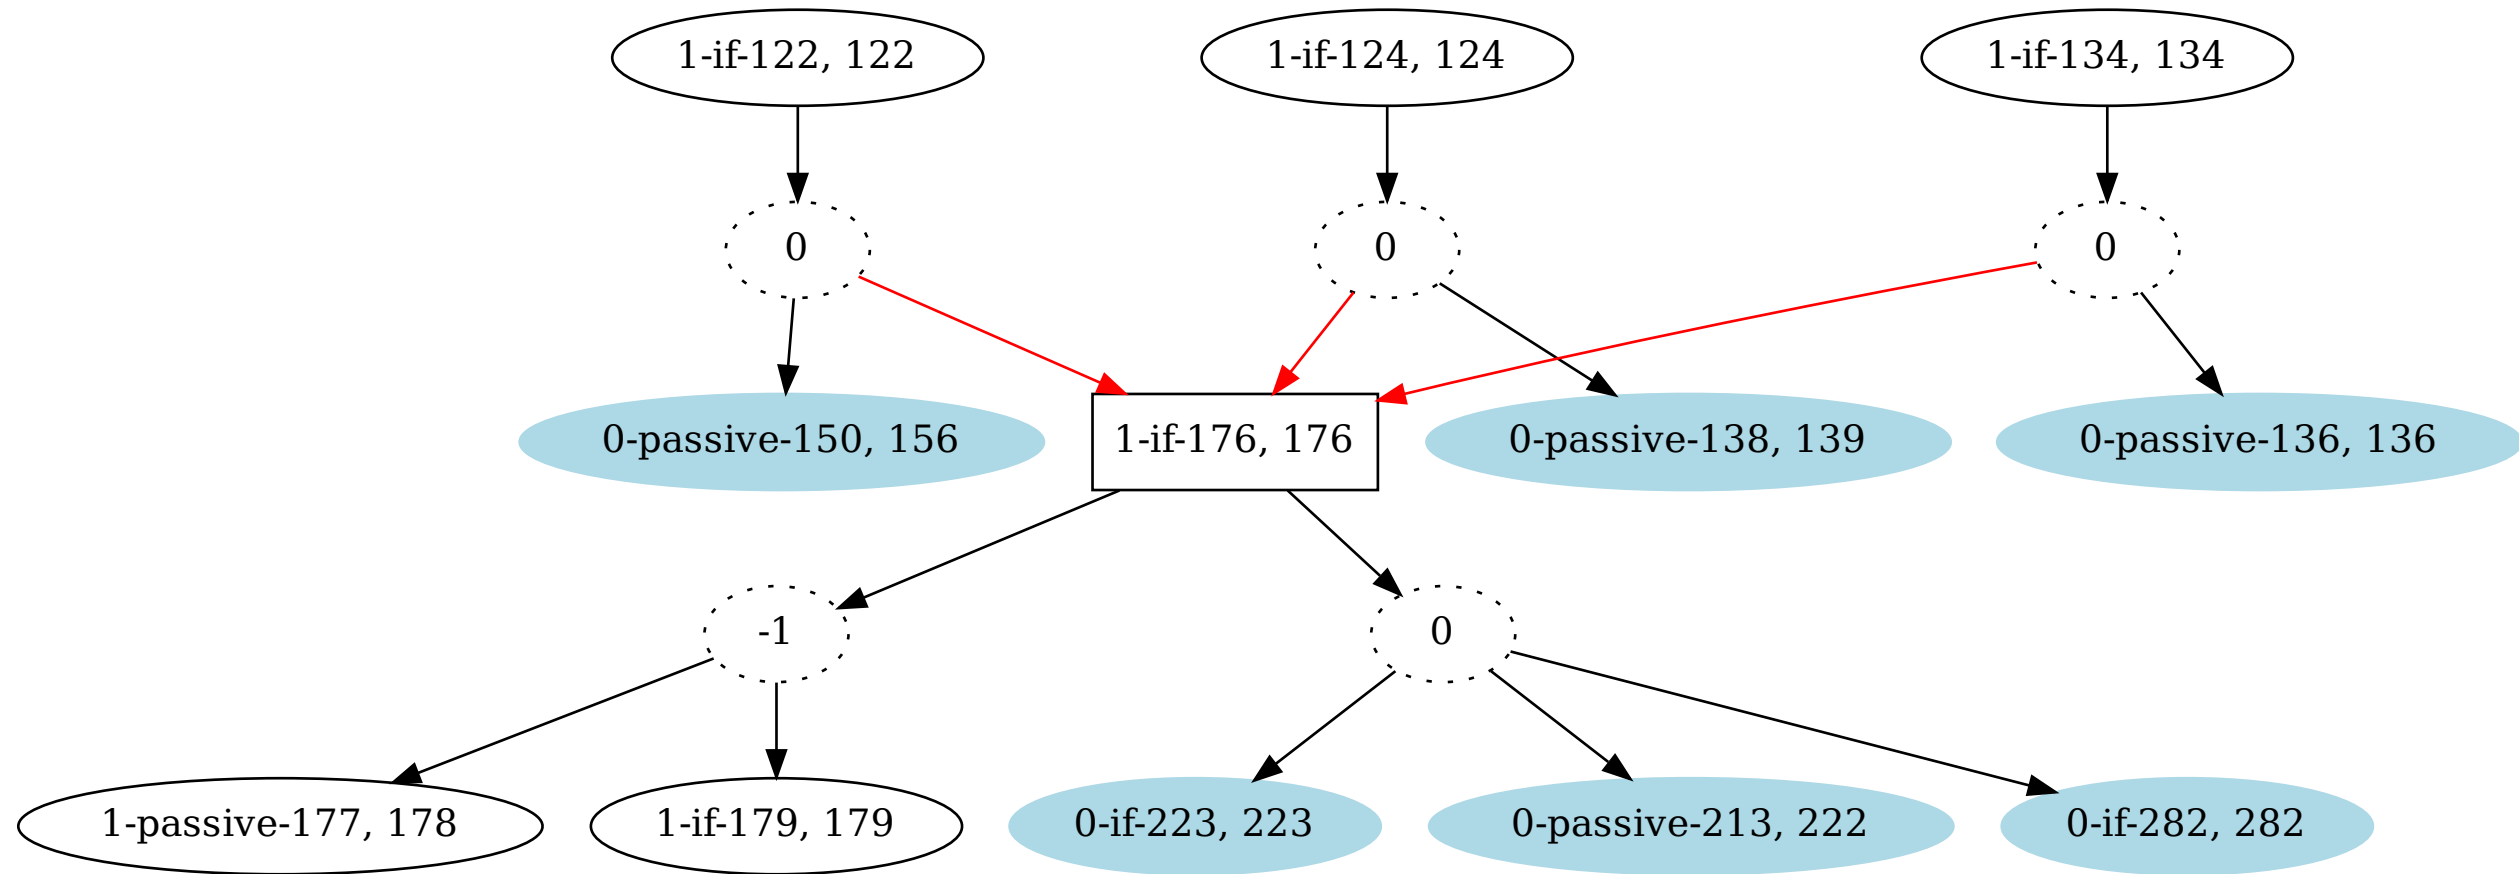 1-if-122, 122
1-if-124, 124
1-if-134, 134
0
0
0
0-passive-150, 156
1-if-176, 176
0-passive-138, 139
0-passive-136, 136
-1
0
1-passive-177, 178
1-if-179, 179
0-if-223, 223
0-passive-213, 222
0-if-282, 282